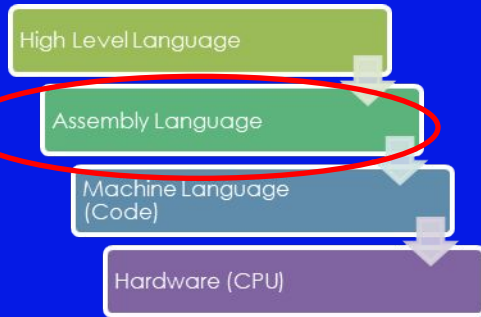 High Level Language
Assembly Language
Machine Language
(Code)
Hardware (CPU)